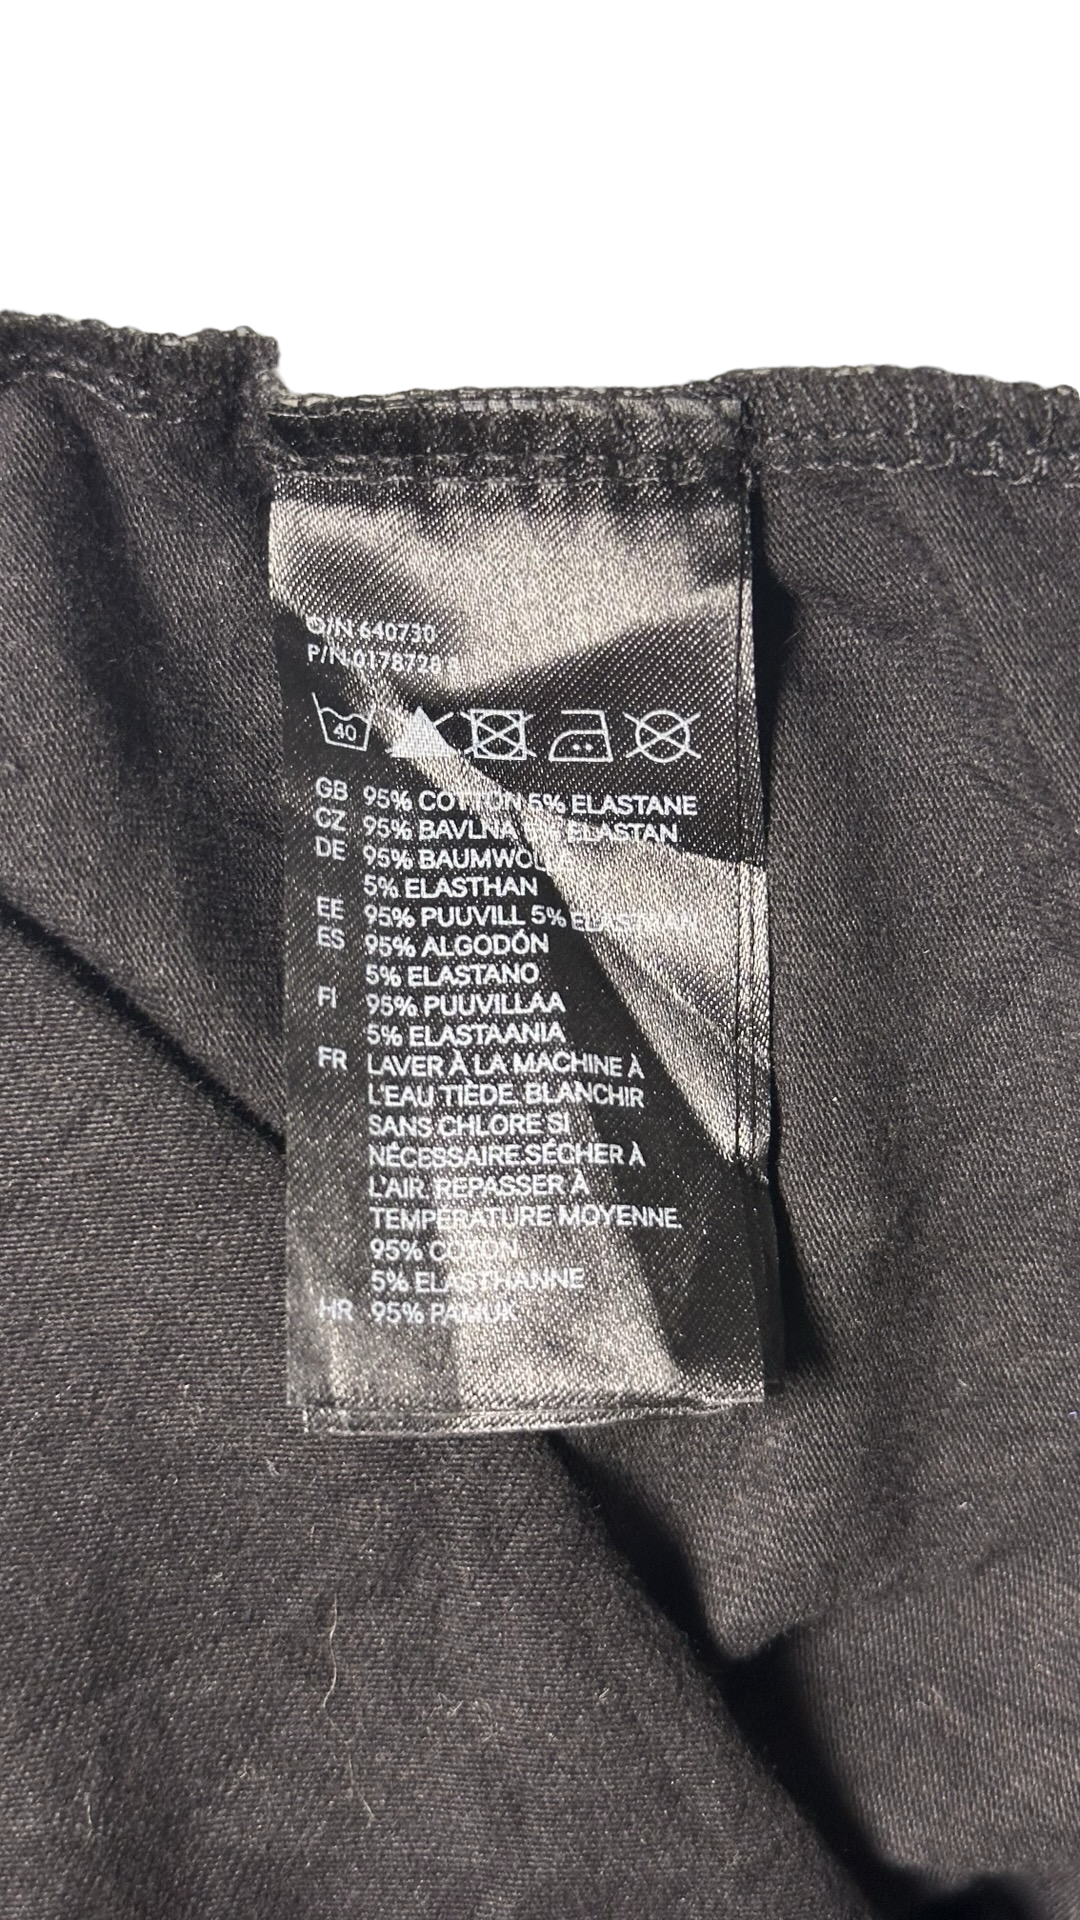 O/N 640730
P/N 0178728
40
GB 95% COTTON 5% ELASTANE
CZ 95% BAVLNA 5% ELASTAN
DE 95% BAUMWOLLE
5% ELASTHAN
EE 95% PUUVILL 5% ELASTAAN
ES 95% ALGODÓN
5% ELASTANO
FI 95% PUUVILLAA
5% ELASTAANIA
FR LAVER À LA MACHINE À
L'EAU TIÈDE. BLANCHIR
SANS CHLORE SI
NÉCESSAIRE.SÉCHER À
L'AIR. REPASSER À
TEMPÉRATURE MOYENNE.
95% COTON
5% ELASTHANNE
HR 95% PAMUK